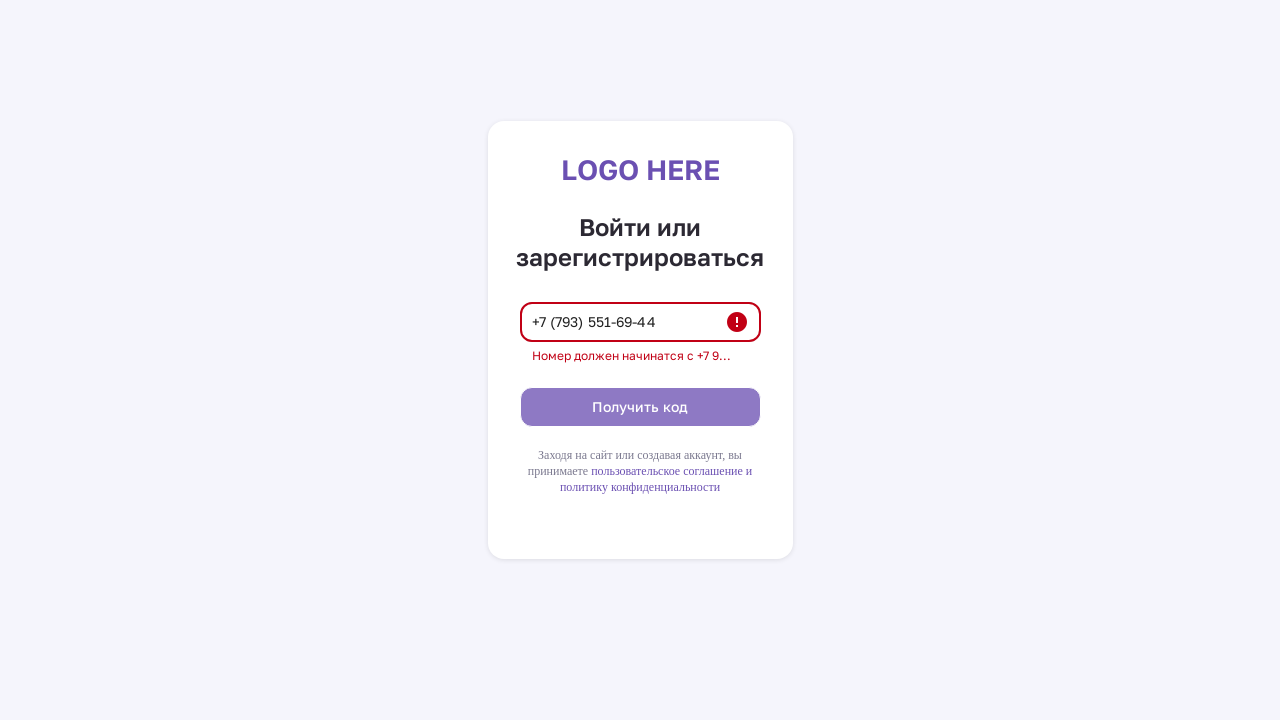 LOGO HERE
Войти или
зарегистрироваться
+7 (793) 551-69-44
Номер должен начинатся с +7 9...
Получить код
Заходя на сайт или создавая аккаунт, вы
принимаете пользовательское соглашение и
политику конфиденциальности